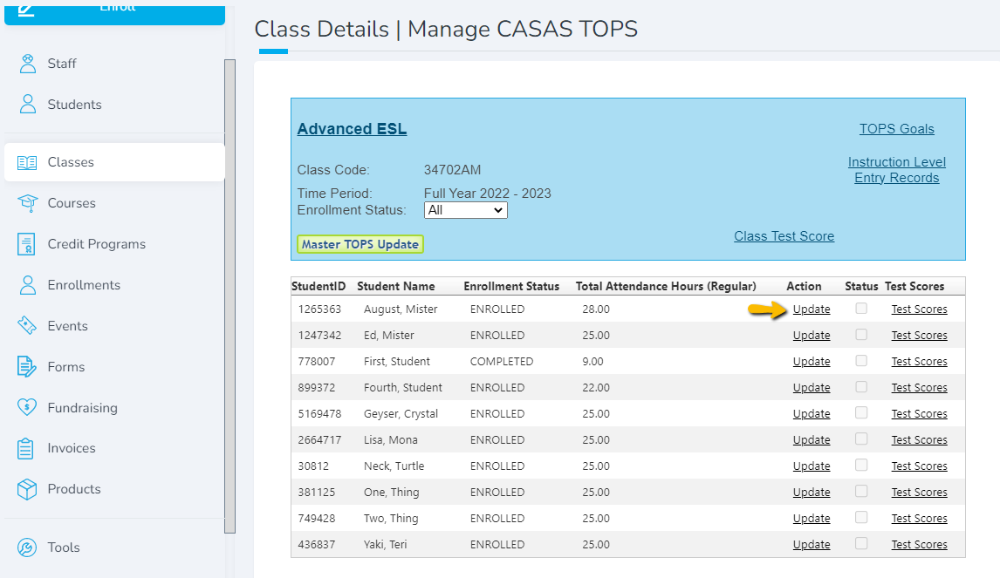 Enroll
Staff
Students
Classes
Courses
Credit Programs
Enrollments
Events
Forms
Fundraising
Invoices
Products
Tools
Class Details | Manage CASAS TOPS
Advanced ESL
TOPS Goals
Instruction Level
Entry Records
Class Code: 34702AM
Time Period: Full Year 2022 - 2023
Enrollment Status: All
Class Test Score
Master TOPS Update
StudentID Student Name Enrollment Status Total Attendance Hours (Regular) Action Status Test Scores
1265363 August, Mister ENROLLED 28.00 Update Test Scores
1247342 Ed, Mister ENROLLED 25.00 Update Test Scores
778007 First, Student COMPLETED 9.00 Update Test Scores
899372 Fourth, Student ENROLLED 22.00 Update Test Scores
5169478 Geyser, Crystal ENROLLED 25.00 Update Test Scores
2664717 Lisa, Mona ENROLLED 25.00 Update Test Scores
30812 Neck, Turtle ENROLLED 25.00 Update Test Scores
381125 One, Thing ENROLLED 25.00 Update Test Scores
749428 Two, Thing ENROLLED 25.00 Update Test Scores
436837 Yaki, Teri ENROLLED 25.00 Update Test Scores